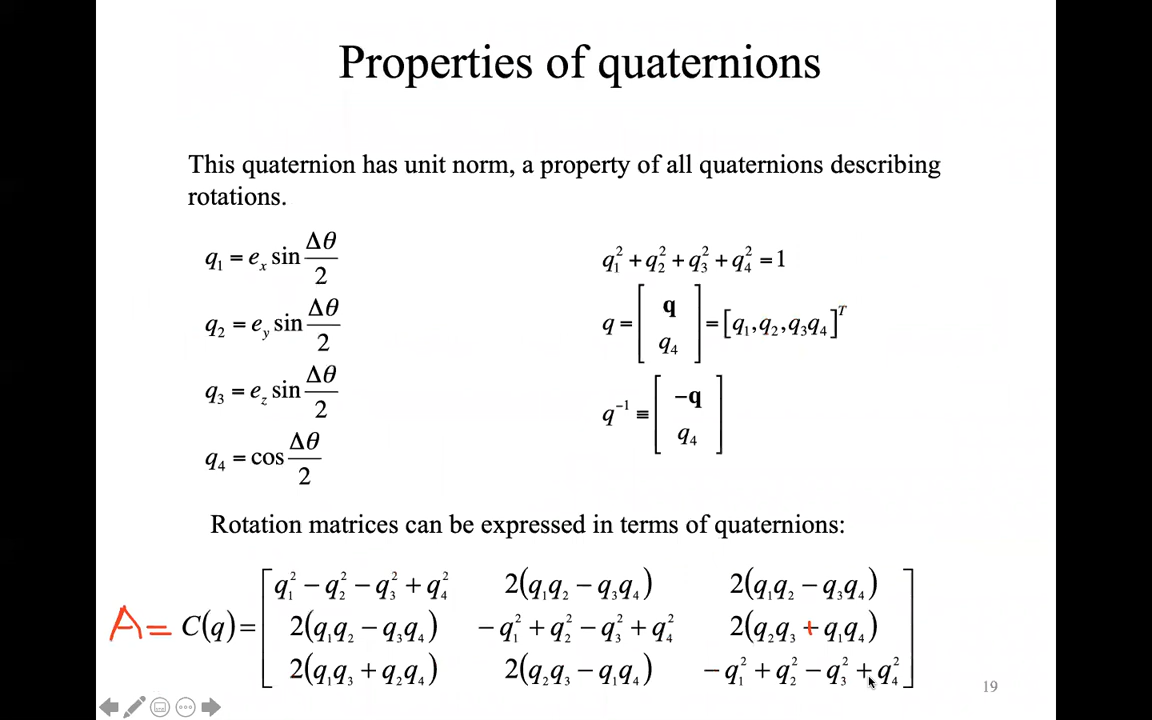 Properties of quaternions
This quaternion has unit norm, a property of all quaternions describing
rotations.
q₁ = eₓ sin Δθ/2
q₂ = e_y sin Δθ/2
q₃ = e_z sin Δθ/2
q₄ = cos Δθ/2
q₁² + q₂² + q₃² + q₄² = 1
q = [ q ; q₄ ] = [q₁, q₂, q₃q₄]ᵀ
q⁻¹ ≡ [ −q ; q₄ ]
Rotation matrices can be expressed in terms of quaternions:
q₁² − q₂² − q₃² + q₄² 2(q₁q₂ − q₃q₄) 2(q₁q₂ − q₃q₄)
A = C(q) = 2(q₁q₂ − q₃q₄) −q₁² + q₂² − q₃² + q₄² 2(q₂q₃ + q₁q₄)
2(q₁q₃ + q₂q₄) 2(q₂q₃ − q₁q₄) −q₁² + q₂² − q₃² + q₄²
19